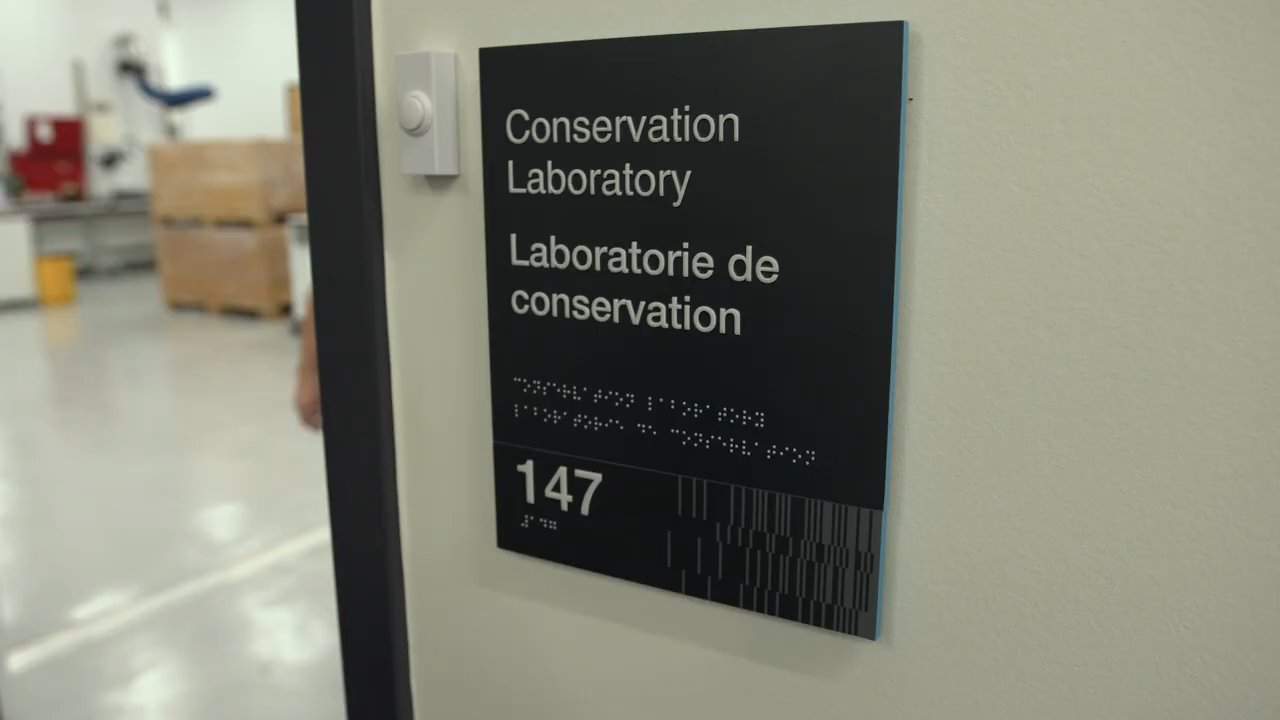 Conservation
Laboratory
Laboratorie de
conservation
⠉⠕⠝⠎⠑⠗⠧⠁⠞⠊⠕⠝ ⠇⠁⠃⠕⠗⠁⠞⠕⠗⠽
⠇⠁⠃⠕⠗⠁⠞⠕⠗⠊⠑ ⠙⠑ ⠉⠕⠝⠎⠑⠗⠧⠁⠞⠊⠕⠝
147
⠼⠁⠙⠛